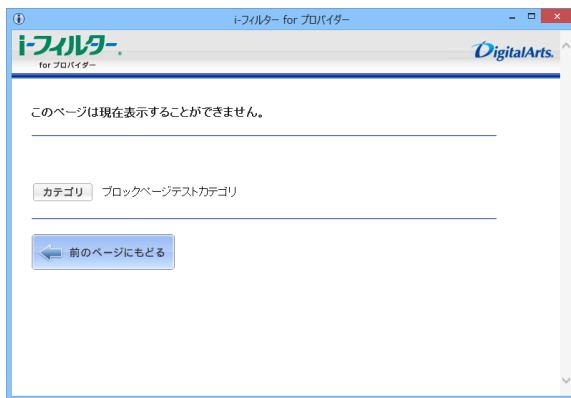 i-フィルター for プロバイダー
i-フィルター.
for プロバイダー
DigitalArts.
このページは現在表示することができません。
カテゴリ ブロックページテストカテゴリ
前のページにもどる